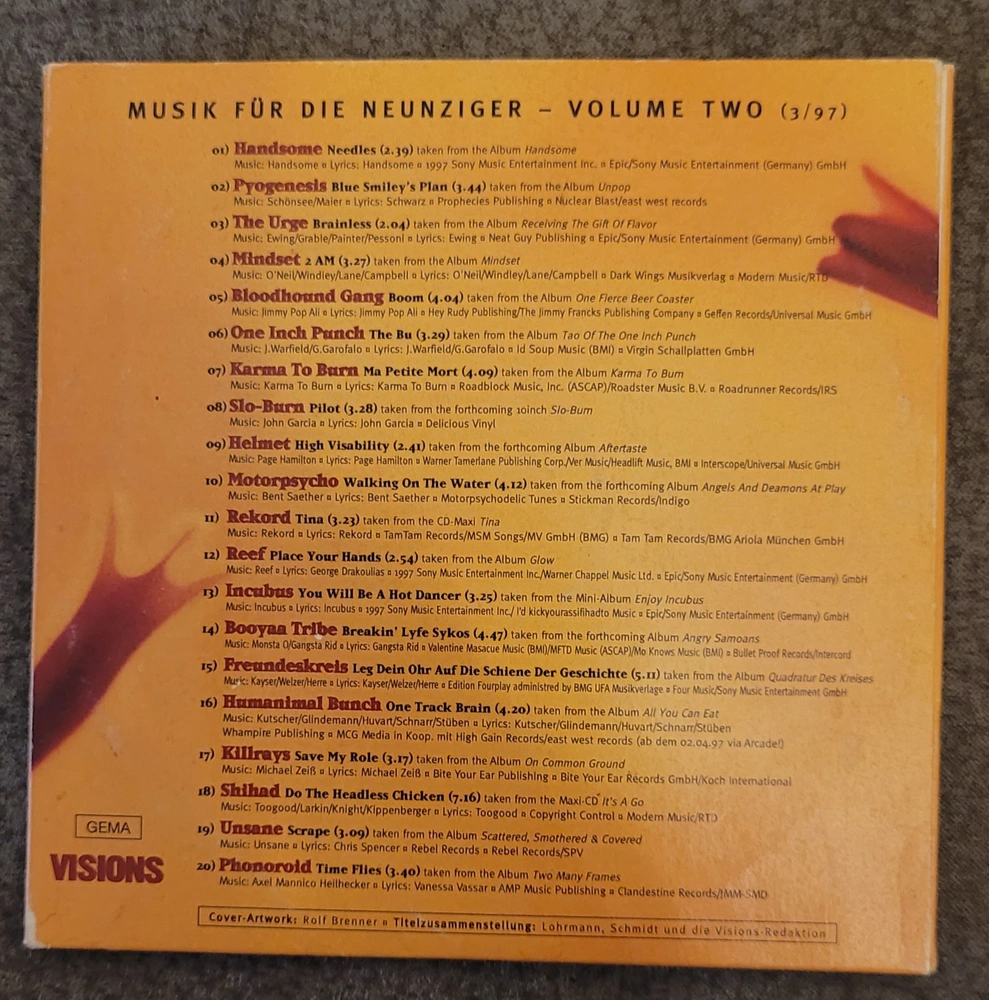 MUSIK FÜR DIE NEUNZIGER – VOLUME TWO (3/97)
01) Handsome Needles (2.39) taken from the Album Handsome
Music: Handsome ¤ Lyrics: Handsome ¤ 1997 Sony Music Entertainment Inc. ¤ Epic/Sony Music Entertainment (Germany) GmbH
02) Pyogenesis Blue Smiley's Plan (3.44) taken from the Album Unpop
Music: Schönsee/Maier ¤ Lyrics: Schwarz ¤ Prophecies Publishing ¤ Nuclear Blast/east west records
03) The Urge Brainless (2.04) taken from the Album Receiving The Gift Of Flavor
Music: Ewing/Grable/Painter/Pessoni ¤ Lyrics: Ewing ¤ Neat Guy Publishing ¤ Epic/Sony Music Entertainment (Germany) GmbH
04) Mindset 2 AM (3.27) taken from the Album Mindset
Music: O'Neil/Windley/Lane/Campbell ¤ Lyrics: O'Neil/Windley/Lane/Campbell ¤ Dark Wings Musikverlag ¤ Modern Music/RTD
05) Bloodhound Gang Boom (4.04) taken from the Album One Fierce Beer Coaster
Music: Jimmy Pop Ali ¤ Lyrics: Jimmy Pop Ali ¤ Hey Rudy Publishing/The Jimmy Francks Publishing Company ¤ Geffen Records/Universal Music GmbH
06) One Inch Punch The Bu (3.29) taken from the Album Tao Of The One Inch Punch
Music: J.Warfield/G.Garofalo ¤ Lyrics: J.Warfield/G.Garofalo ¤ Id Soup Music (BMI) ¤ Virgin Schallplatten GmbH
07) Karma To Burn Ma Petite Mort (4.09) taken from the Album Karma To Burn
Music: Karma To Burn ¤ Lyrics: Karma To Burn ¤ Roadblock Music, Inc. (ASCAP)/Roadster Music B.V. ¤ Roadrunner Records/IRS
08) Slo-Burn Pilot (3.28) taken from the forthcoming 10inch Slo-Burn
Music: John Garcia ¤ Lyrics: John Garcia ¤ Delicious Vinyl
09) Helmet High Visability (2.41) taken from the forthcoming Album Aftertaste
Music: Page Hamilton ¤ Lyrics: Page Hamilton ¤ Warner Tamerlane Publishing Corp./Ver Music/Headlift Music, BMI ¤ Interscope/Universal Music GmbH
10) Motorpsycho Walking On The Water (4.12) taken from the forthcoming Album Angels And Deamons At Play
Music: Bent Saether ¤ Lyrics: Bent Saether ¤ Motorpsychodelic Tunes ¤ Stickman Records/Indigo
11) Rekord Tina (3.23) taken from the CD-Maxi Tina
Music: Rekord ¤ Lyrics: Rekord ¤ TamTam Records/MSM Songs/MV GmbH (BMG) ¤ Tam Tam Records/BMG Ariola München GmbH
12) Reef Place Your Hands (2.54) taken from the Album Glow
Music: Reef ¤ Lyrics: George Drakoulias ¤ 1997 Sony Music Entertainment Inc./Warner Chappel Music Ltd. ¤ Epic/Sony Music Entertainment (Germany) GmbH
13) Incubus You Will Be A Hot Dancer (3.25) taken from the Mini-Album Enjoy Incubus
Music: Incubus ¤ Lyrics: Incubus ¤ 1997 Sony Music Entertainment Inc./ I'd kickyourassifihadto Music ¤ Epic/Sony Music Entertainment (Germany) GmbH
14) Booyaa Tribe Breakin' Lyfe Sykos (4.47) taken from the forthcoming Album Angry Samoans
Music: Monsta O/Gangsta Rid ¤ Lyrics: Gangsta Rid ¤ Valentine Masacue Music (BMI)/MFTD Music (ASCAP)/Mo Knows Music (BMI) ¤ Bullet Proof Records/Intercord
15) Freundeskreis Leg Dein Ohr Auf Die Schiene Der Geschichte (5.11) taken from the Album Quadratur Des Kreises
Music: Kayser/Welzer/Herre ¤ Lyrics: Kayser/Welzer/Herre ¤ Edition Fourplay administred by BMG UFA Musikverlage ¤ Four Music/Sony Music Entertainment GmbH
16) Humanimal Bunch One Track Brain (4.20) taken from the Album All You Can Eat
Music: Kutscher/Glindemann/Huvart/Schnarr/Stüben ¤ Lyrics: Kutscher/Glindemann/Huvart/Schnarr/Stüben
Whampire Publishing ¤ MCG Media in Koop. mit High Gain Records/east west records (ab dem 02.04.97 via Arcade!)
17) Killrays Save My Role (3.17) taken from the Album On Common Ground
Music: Michael Zeiß ¤ Lyrics: Michael Zeiß ¤ Bite Your Ear Publishing ¤ Bite Your Ear Records GmbH/Koch International
18) Shihad Do The Headless Chicken (7.16) taken from the Maxi-CD It's A Go
Music: Toogood/Larkin/Knight/Kippenberger ¤ Lyrics: Toogood ¤ Copyright Control ¤ Modern Music/RTD
19) Unsane Scrape (3.09) taken from the Album Scattered, Smothered & Covered
Music: Unsane ¤ Lyrics: Chris Spencer ¤ Rebel Records ¤ Rebel Records/SPV
20) Phonoroid Time Flies (3.40) taken from the Album Two Many Frames
Music: Axel Mannico Heilhecker ¤ Lyrics: Vanessa Vassar ¤ AMP Music Publishing ¤ Clandestine Records/IMM-SMD
GEMA
VISIONS
Cover-Artwork: Rolf Brenner ¤ Titelzusammenstellung: Lohrmann, Schmidt und die Visions-Redaktion